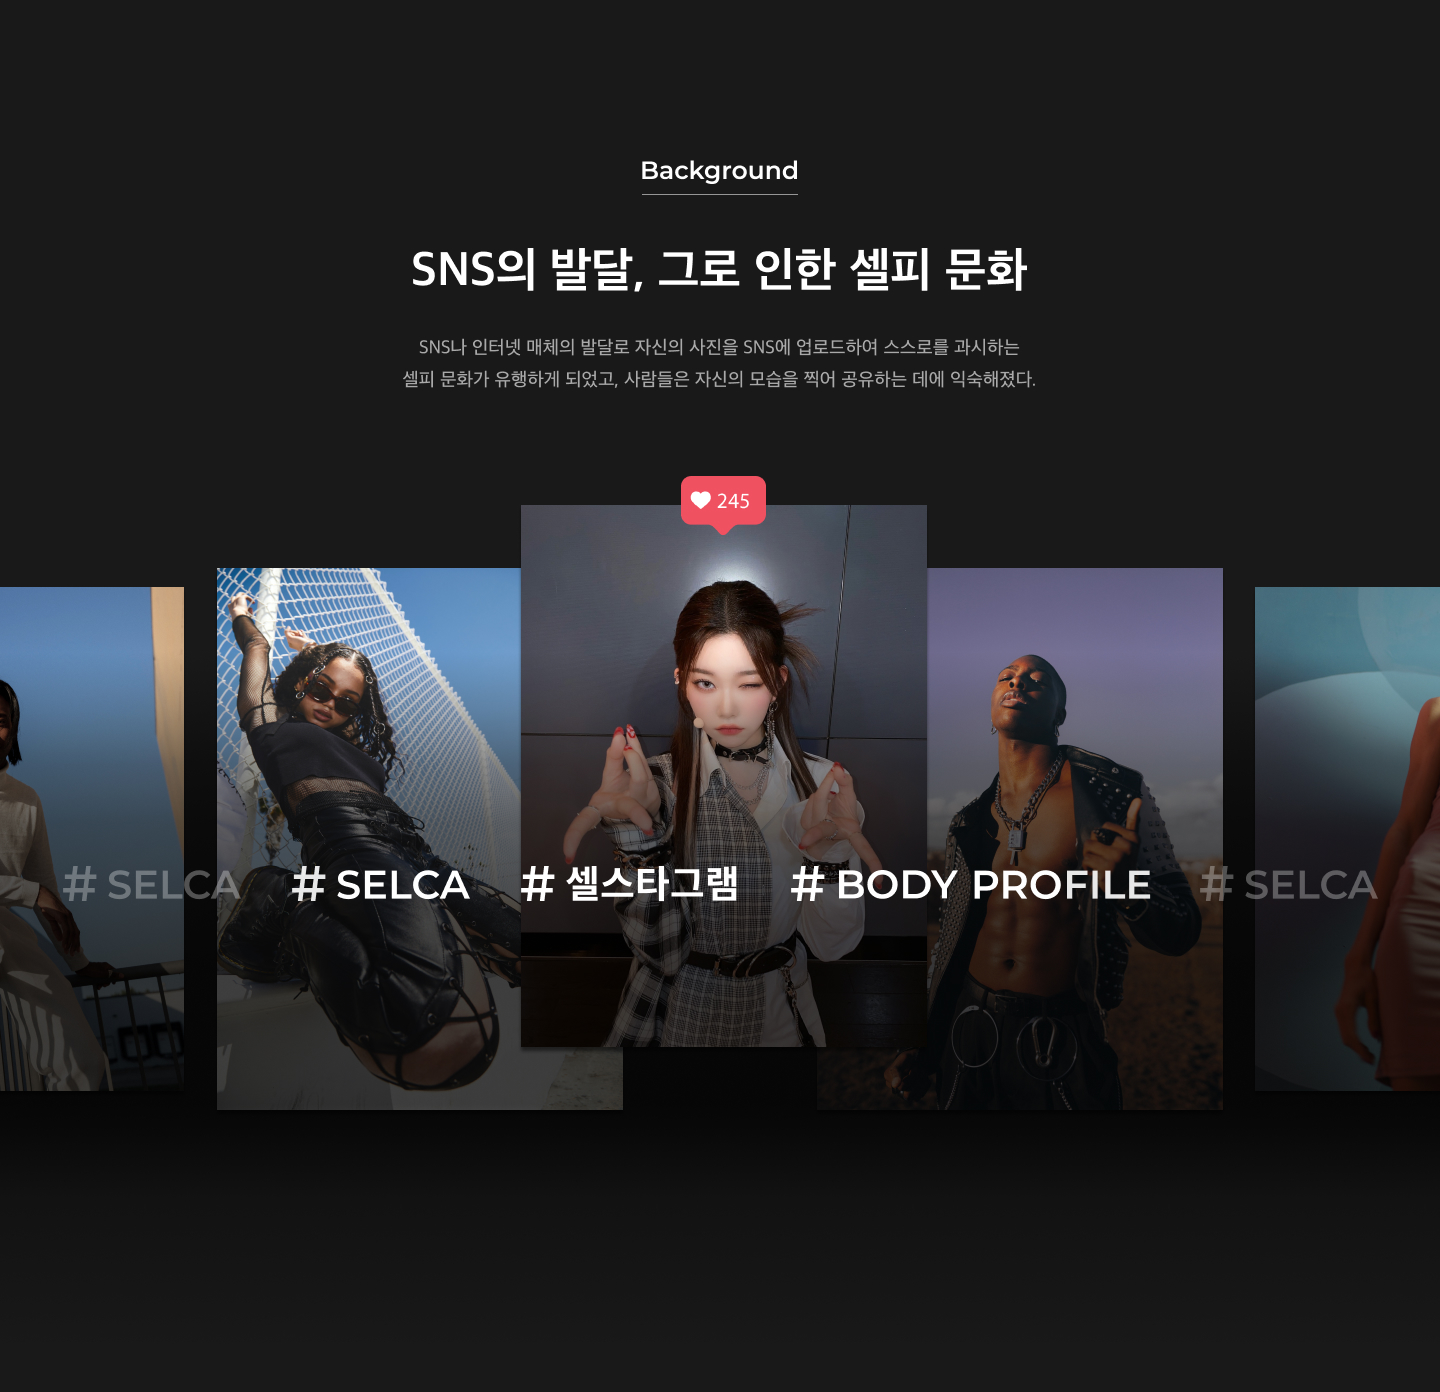 Background
SNS의 발달, 그로 인한 셀피 문화
SNS나 인터넷 매체의 발달로 자신의 사진을 SNS에 업로드하여 스스로를 과시하는
셀피 문화가 유행하게 되었고, 사람들은 자신의 모습을 찍어 공유하는 데에 익숙해졌다.
245
# SELCA # SELCA # 셀스타그램 # BODY PROFILE # SELCA